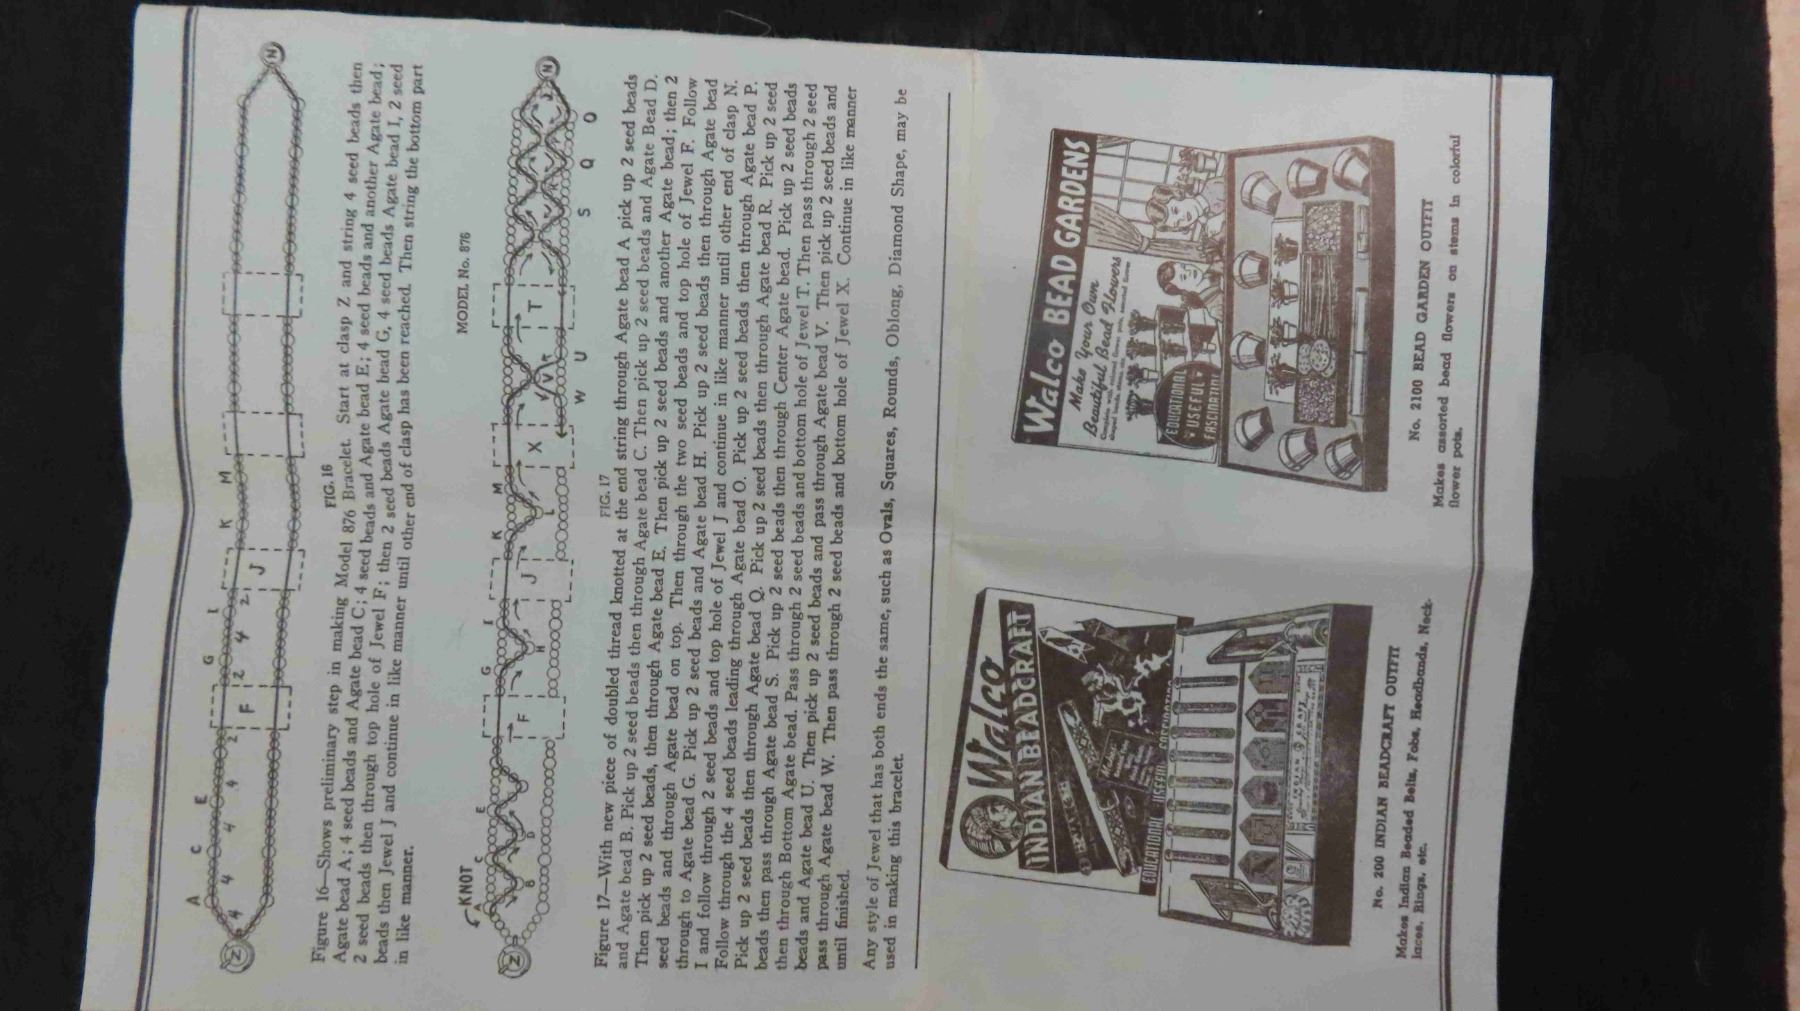 A C E G I K M
Z 4 4 4 4 2 F 2 4 2 J N
FIG. 16
Figure 16—Shows preliminary step in making Model 876 Bracelet. Start at clasp Z and string 4 seed beads then
Agate bead A; 4 seed beads and Agate bead C; 4 seed beads and Agate bead E; 4 seed beads and another Agate bead;
2 seed beads then through top hole of Jewel F; then 2 seed beads Agate bead G, 4 seed beads Agate bead I, 2 seed
beads then Jewel J and continue in like manner until other end of clasp has been reached. Then string the bottom part
in like manner.
MODEL No. 876
KNOT
A C E G I K M
Z B D F H J L X V T R N
W U S Q O
FIG. 17
Figure 17—With new piece of doubled thread knotted at the end string through Agate bead A pick up 2 seed beads
and Agate bead B. Pick up 2 seed beads then through Agate bead C. Then pick up 2 seed beads and Agate Bead D.
Then pick up 2 seed beads, then through Agate bead E. Then pick up 2 seed beads and another Agate bead; then 2
seed beads and through Agate bead on top. Then through the two seed beads and top hole of Jewel F. Follow
through to Agate bead G. Pick up 2 seed beads and Agate bead H. Pick up 2 seed beads then through Agate bead
I and follow through 2 seed beads and top hole of Jewel J and continue in like manner until other end of clasp N.
Follow through the 4 seed beads leading through Agate bead O. Pick up 2 seed beads then through Agate bead P.
Pick up 2 seed beads then through Agate bead Q. Pick up 2 seed beads then through Agate bead R. Pick up 2 seed
beads then pass through Agate bead S. Pick up 2 seed beads then through Center Agate bead. Pick up 2 seed beads
then through Bottom Agate bead. Pass through 2 seed beads and bottom hole of Jewel T. Then pass through 2 seed
beads and Agate bead U. Then pick up 2 seed beads and pass through Agate bead V. Then pick up 2 seed beads and
pass through Agate bead W. Then pass through 2 seed beads and bottom hole of Jewel X. Continue in like manner
until finished.
Any style of Jewel that has both ends the same, such as Ovals, Squares, Rounds, Oblong, Diamond Shape, may be
used in making this bracelet.
Walco
INDIAN BEADCRAFT
EDUCATIONAL USEFUL FASCINATING
No. 200 INDIAN BEADCRAFT OUTFIT
Makes Indian Beaded Belts, Fobs, Headbands, Neck-
laces, Rings, etc.
Walco BEAD GARDENS
Make Your Own
Beautiful Bead Flowers
EDUCATIONAL
USEFUL
FASCINATING
No. 2100 BEAD GARDEN OUTFIT
Makes assorted bead flowers on stems in colorful
flower pots.